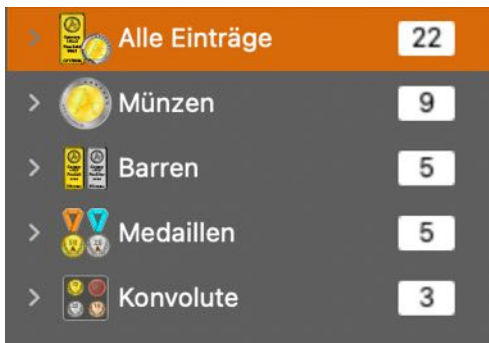 Alle Einträge 22
Münzen 9
Barren 5
Medaillen 5
Konvolute 3